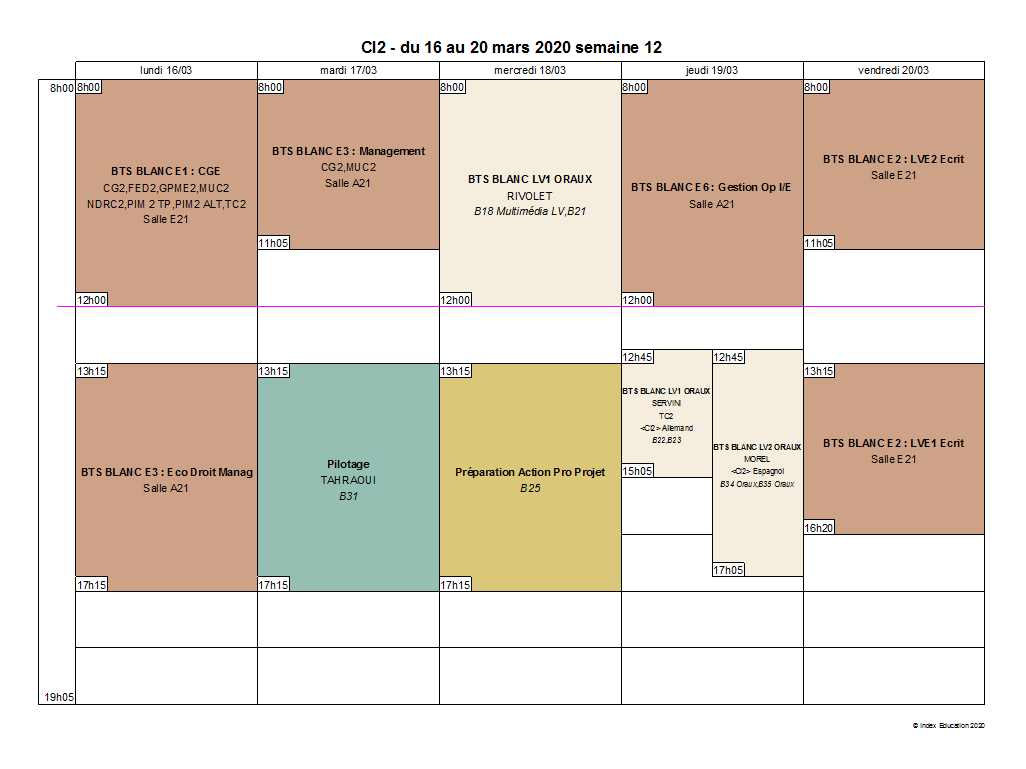 CI2 - du 16 au 20 mars 2020 semaine 12
lundi 16/03
mardi 17/03
mercredi 18/03
jeudi 19/03
vendredi 20/03
8h00
8h00
BTS BLANC E1 : CGE
CG2,FED2,GPME2,MUC2
NDRC2,PIM 2 TP,PIM2 ALT,TC2
Salle E21
12h00
8h00
BTS BLANC E3 : Management
CG2,MUC2
Salle A21
11h05
8h00
BTS BLANC LV1 ORAUX
RIVOLET
B18 Multimédia LV,B21
12h00
8h00
BTS BLANC E6 : Gestion Op I/E
Salle A21
12h00
8h00
BTS BLANC E2 : LVE2 Ecrit
Salle E21
11h05
13h15
BTS BLANC E3 : Eco Droit Manag
Salle A21
17h15
13h15
Pilotage
TAHRAOUI
B31
17h15
13h15
Préparation Action Pro Projet
B25
17h15
12h45
BTS BLANC LV1 ORAUX
SERVINI
TC2
<CI2> Allemand
B22,B23
15h05
12h45
BTS BLANC LV2 ORAUX
MOREL
<CI2> Espagnol
B34 Oraux,B35 Oraux
17h05
13h15
BTS BLANC E2 : LVE1 Ecrit
Salle E21
16h20
19h05
© Index Education 2020